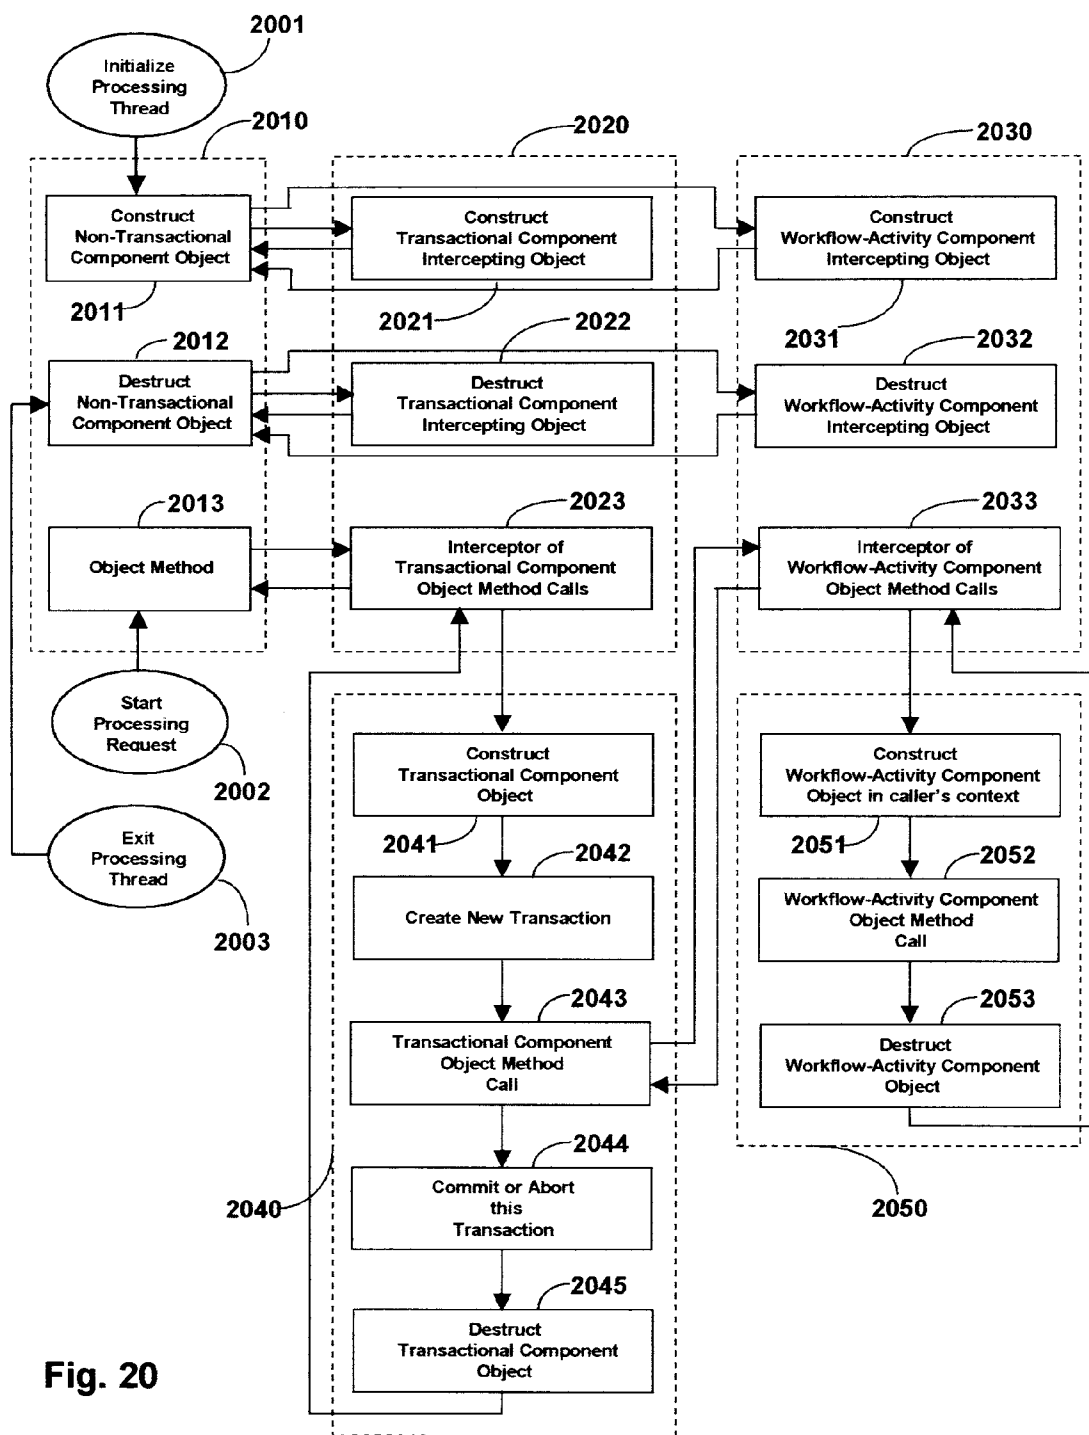 2001
Initialize
Processing
Thread
2010
2020
2030
Construct
Non-Transactional
Component Object
Construct
Transactional Component
Intercepting Object
Construct
Workflow-Activity Component
Intercepting Object
2011
2021
2031
2012
2022
2032
Destruct
Non-Transactional
Component Object
Destruct
Transactional Component
Intercepting Object
Destruct
Workflow-Activity Component
Intercepting Object
2013
2023
2033
Object Method
Interceptor of
Transactional Component
Object Method Calls
Interceptor of
Workflow-Activity Component
Object Method Calls
Start
Processing
Request
2002
Construct
Transactional Component
Object
Construct
Workflow-Activity Component
Object in caller's context
2041
2051
Exit
Processing
Thread
2003
2042
2052
Create New Transaction
Workflow-Activity Component
Object Method
Call
2043
2053
Transactional Component
Object Method
Call
Destruct
Workflow-Activity Component
Object
2044
2040
2050
Commit or Abort
this
Transaction
2045
Destruct
Transactional Component
Object
Fig. 20